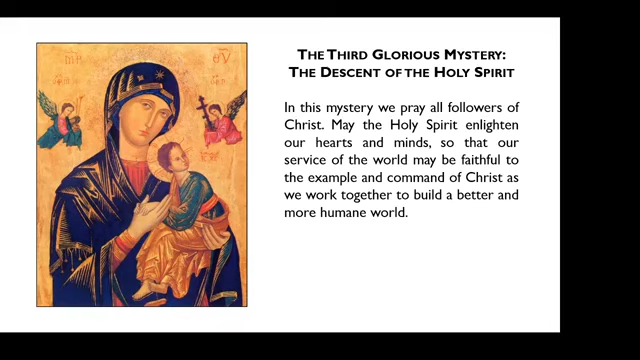 THE THIRD GLORIOUS MYSTERY:
THE DESCENT OF THE HOLY SPIRIT
In this mystery we pray all followers of
Christ. May the Holy Spirit enlighten
our hearts and minds, so that our
service of the world may be faithful to
the example and command of Christ as
we work together to build a better and
more humane world.